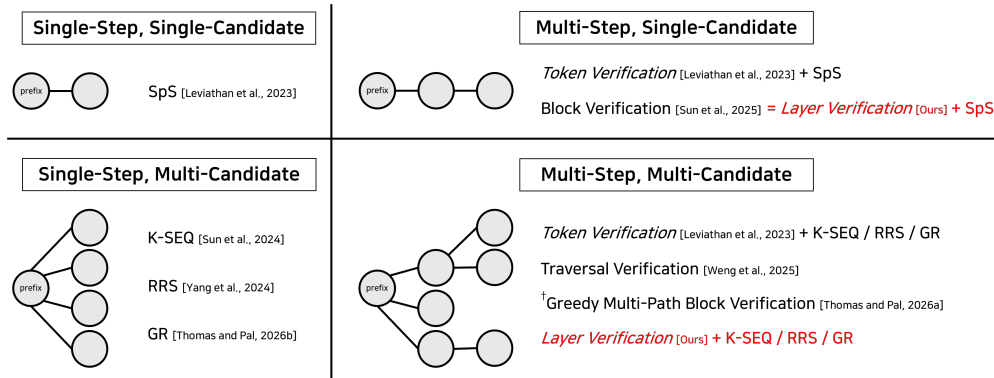 Single-Step, Single-Candidate
prefix
SpS [Leviathan et al., 2023]
Multi-Step, Single-Candidate
prefix
Token Verification [Leviathan et al., 2023] + SpS
Block Verification [Sun et al., 2025] = Layer Verification [Ours] + SpS
Single-Step, Multi-Candidate
prefix
K-SEQ [Sun et al., 2024]
RRS [Yang et al., 2024]
GR [Thomas and Pal, 2026b]
Multi-Step, Multi-Candidate
prefix
Token Verification [Leviathan et al., 2023] + K-SEQ / RRS / GR
Traversal Verification [Weng et al., 2025]
†Greedy Multi-Path Block Verification [Thomas and Pal, 2026a]
Layer Verification [Ours] + K-SEQ / RRS / GR